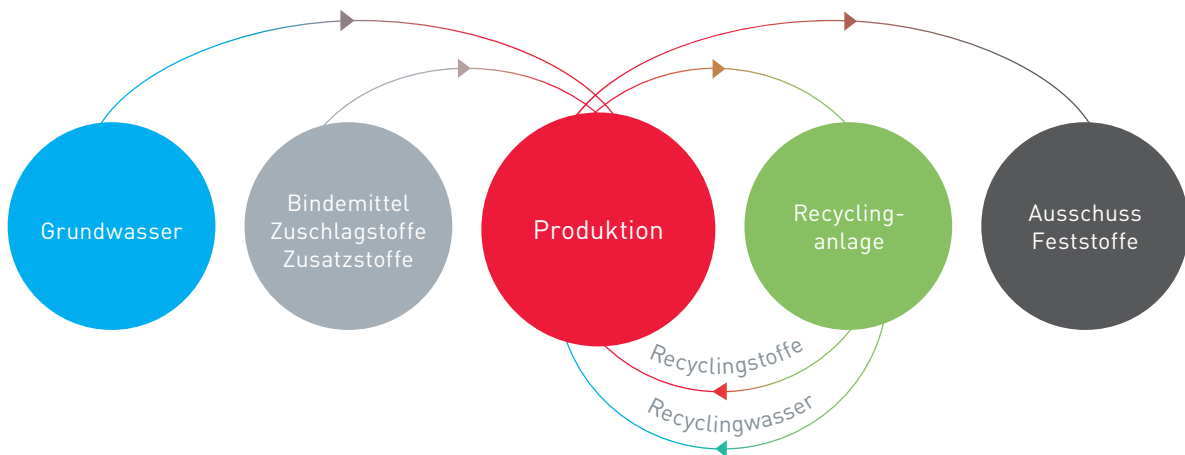 Grundwasser
Bindemittel
Zuschlagstoffe
Zusatzstoffe
Produktion
Recycling-
anlage
Ausschuss
Feststoffe
Recyclingstoffe
Recyclingwasser